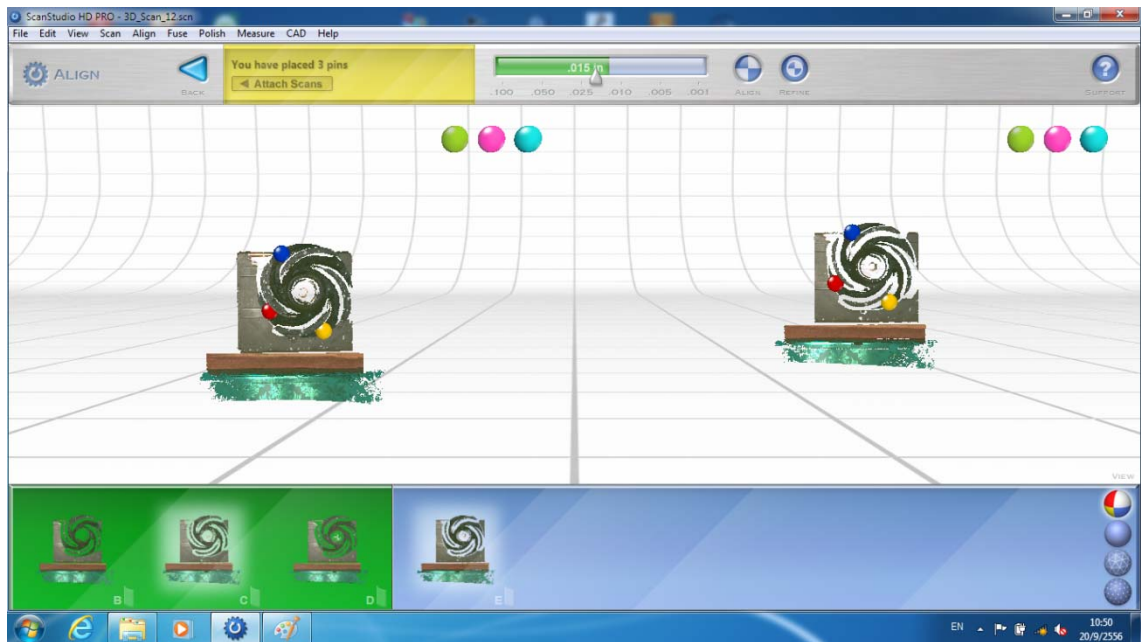 ScanStudio HD PRO - 3D_Scan_12.scn
File Edit View Scan Align Fuse Polish Measure CAD Help
ALIGN
BACK
You have placed 3 pins
Attach Scans
.015 in
.100 .050 .025 .010 .005 .001
ALIGN
REFINE
?
SUPPORT
VIEW
B
C
D
E
EN
10:50
20/9/2556